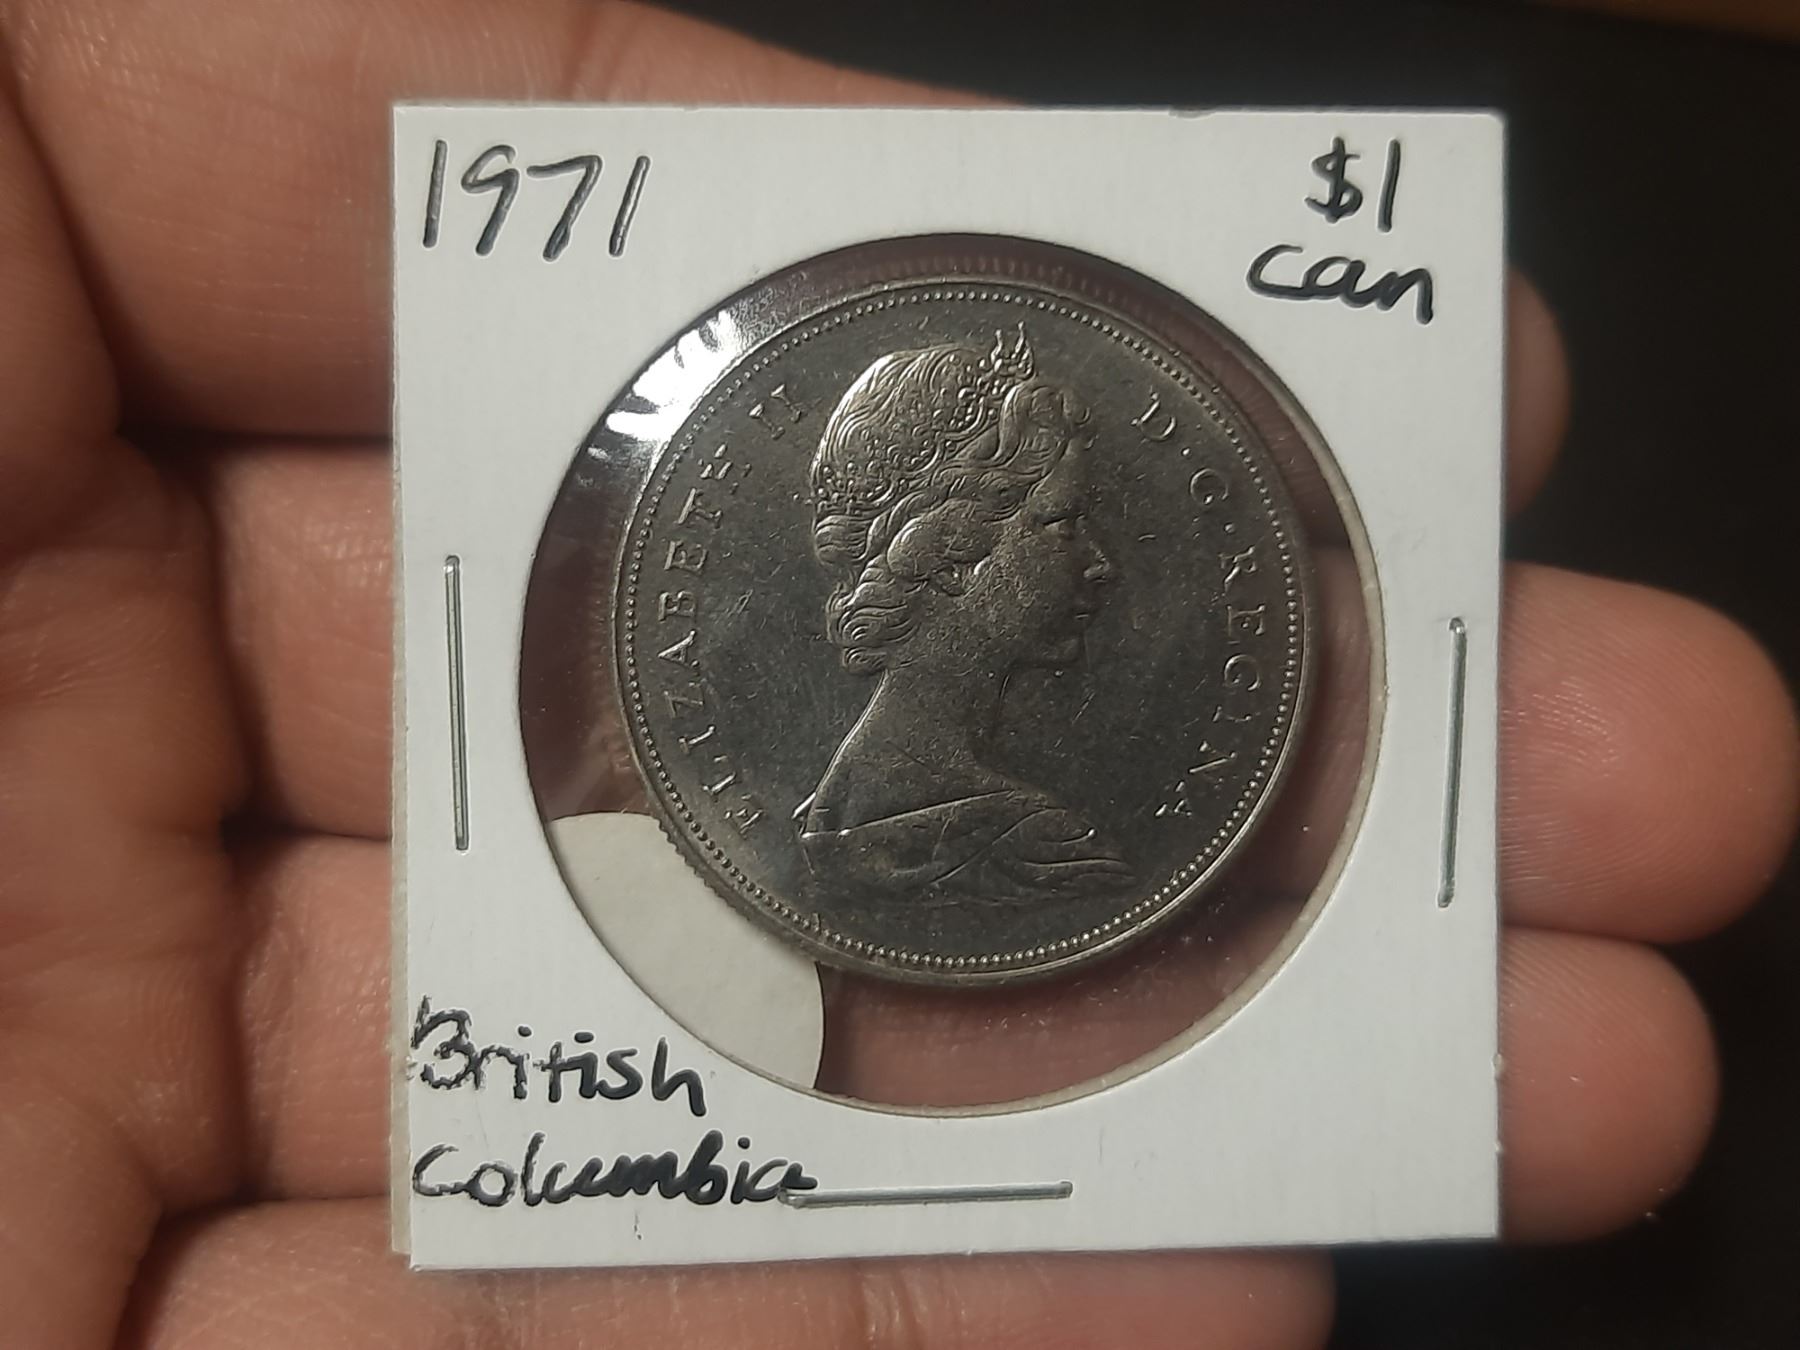 1971
$1
can
ELIZABETH II D·G·REGINA
British
Columbia